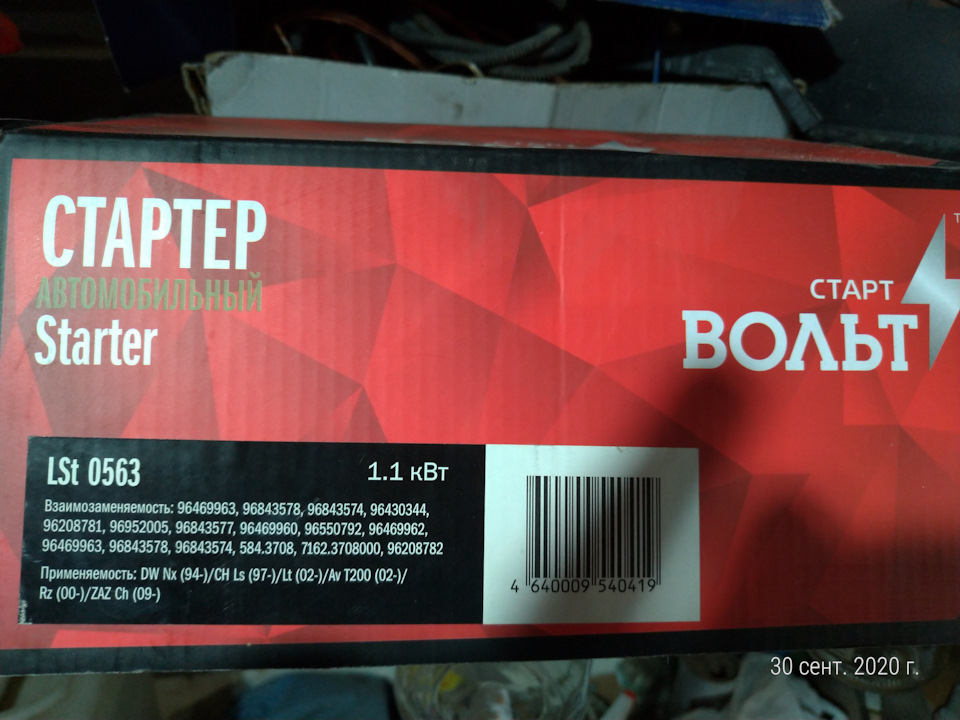 СТАРТЕР
АВТОМОБИЛЬНЫЙ
Starter
СТАРТ
ВОЛЬТ
LSt 0563
1.1 кВт
Взаимозаменяемость: 96469963, 96843578, 96843574, 96430344,
96208781, 96952005, 96843577, 96469960, 96550792, 96469962,
96469963, 96843578, 96843574, 584.3708, 7162.3708000, 96208782
Применяемость: DW Nx (94-)/CH Ls (97-)/Lt (02-)/Av T200 (02-)/
Rz (00-)/ZAZ Ch (09-)
4 640009 540419
30 сент. 2020 г.